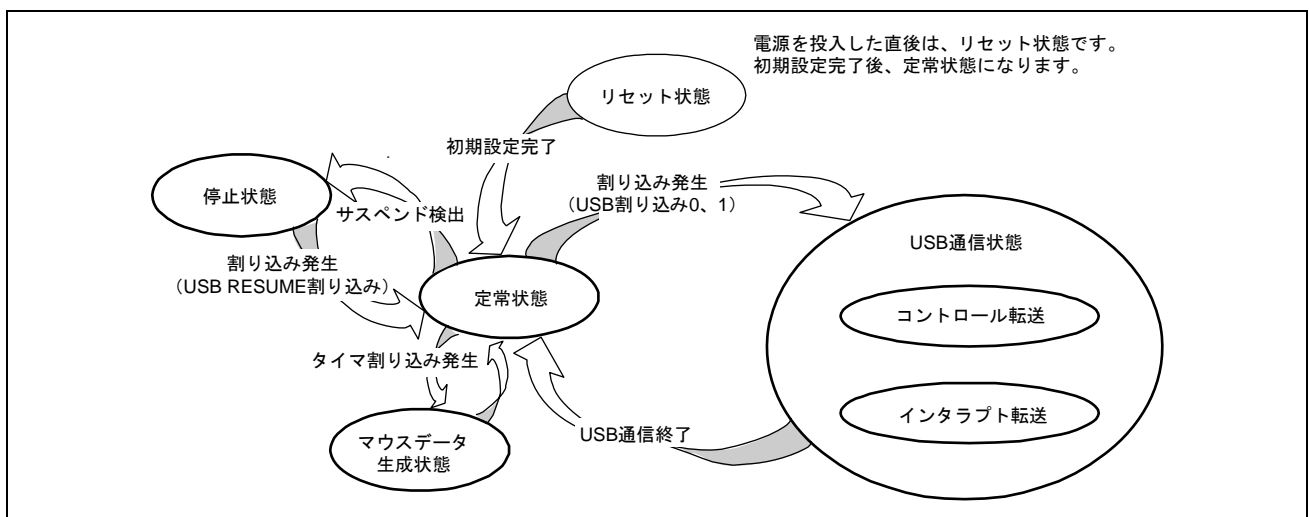 電源を投入した直後は、リセット状態です。
初期設定完了後、定常状態になります。
リセット状態
初期設定完了
停止状態
サスペンド検出
割り込み発生
（USB割り込み0、1）
USB通信状態
割り込み発生
（USB RESUME割り込み）
定常状態
コントロール転送
タイマ割り込み発生
インタラプト転送
USB通信終了
マウスデータ
生成状態